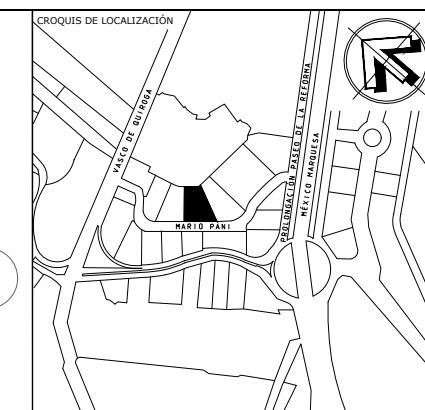 CROQUIS DE LOCALIZACIÓN
VASCO DE QUIROGA
PROLONGACIÓN PASEO DE LA REFORMA
MÉXICO MARQUESA
MARIO PANI